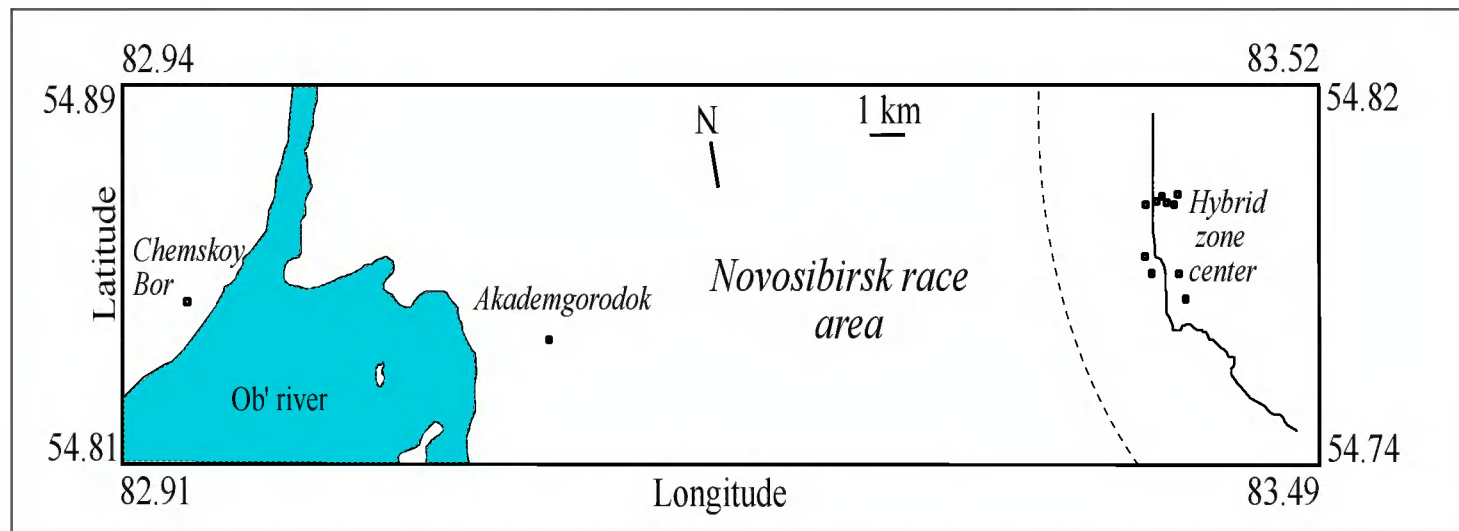 82.94
83.52
54.89
54.82
N
1 km
Latitude
Chemskoy
Bor
Akademgorodok
Novosibirsk race
area
Hybrid
zone
center
Ob' river
54.81
54.74
82.91
Longitude
83.49